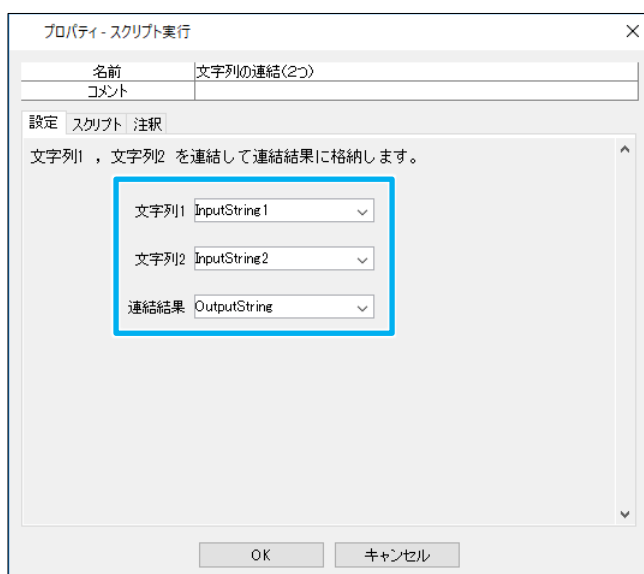 プロパティ - スクリプト実行
名前 文字列の連結(2つ)
コメント
設定 スクリプト 注釈
文字列1 ，文字列2 を連結して連結結果に格納します。
文字列1 InputString1
文字列2 InputString2
連結結果 OutputString
OK キャンセル